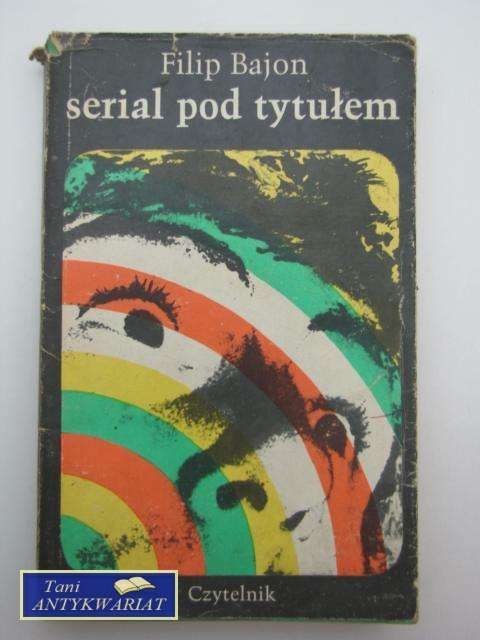 Filip Bajon
serial pod tytułem
Czytelnik
Tani
ANTYKWARIAT